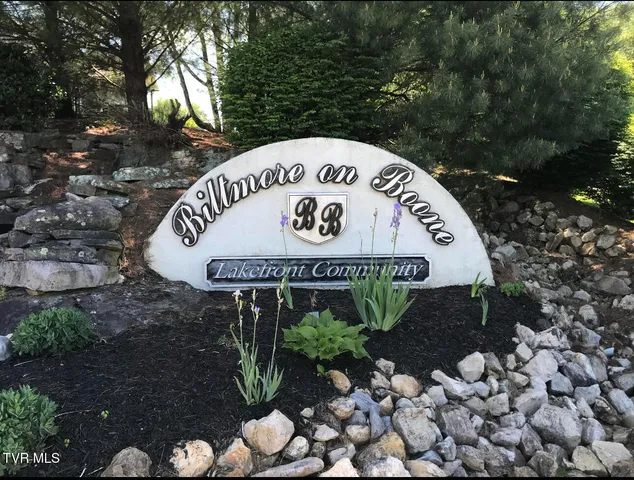 Biltmore on Boone
BB
Lakefront Community
TVR MLS